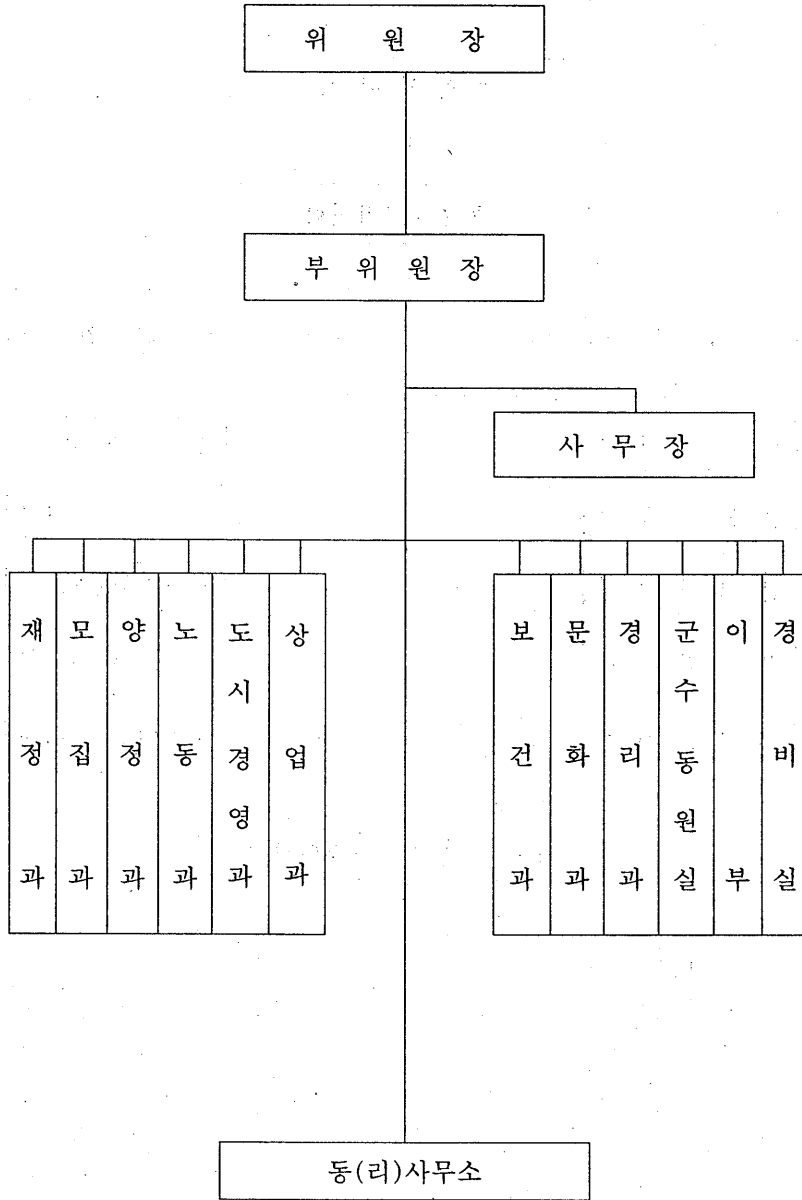 위 원 장
부 위 원 장
사 무 장
재정과
모집과
양정과
노동과
도시경영과
상업과
보건과
문화과
경리과
군수동원실
이부
경비실
동(리)사무소